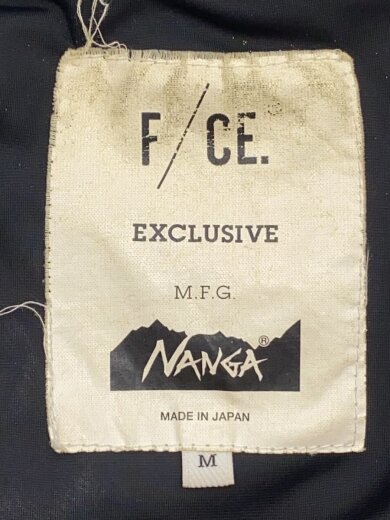 F/CE.
EXCLUSIVE
M.F.G.
NANGA®
MADE IN JAPAN
M